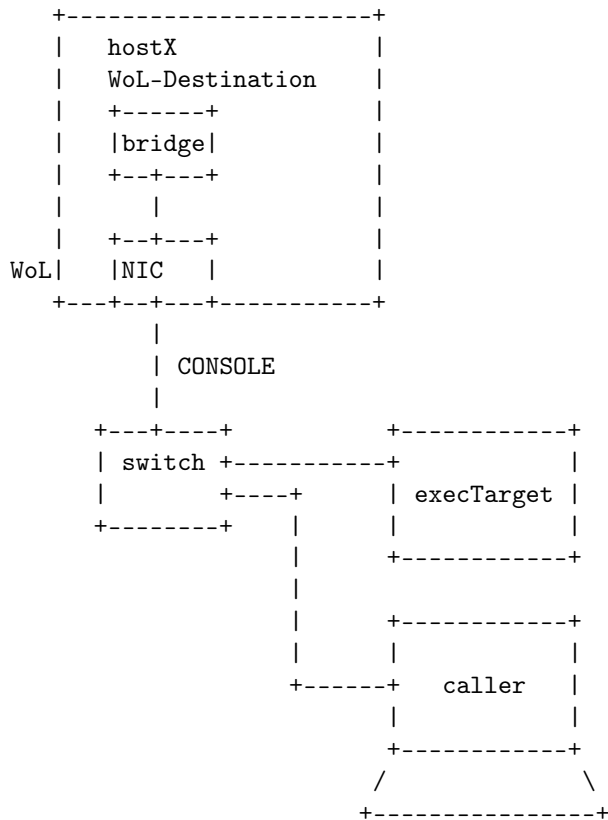 hostX
WoL-Destination
bridge
WoL
NIC
CONSOLE
switch
execTarget
caller